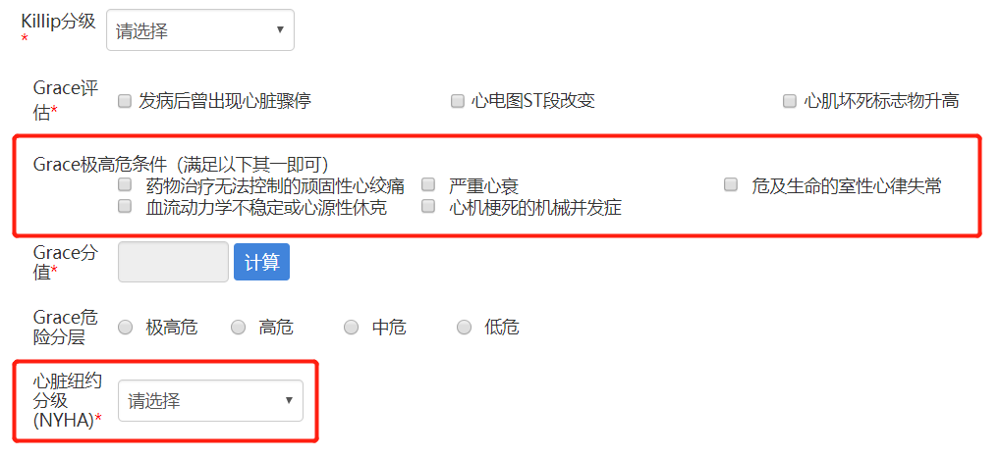 Killip分级
*
请选择
Grace评
估*
发病后曾出现心脏骤停
心电图ST段改变
心肌坏死标志物升高
Grace极高危条件（满足以下其一即可）
药物治疗无法控制的顽固性心绞痛
严重心衰
危及生命的室性心律失常
血流动力学不稳定或心源性休克
心机梗死的机械并发症
Grace分
值*
计算
Grace危
险分层
极高危
高危
中危
低危
心脏纽约
分级
(NYHA)*
请选择